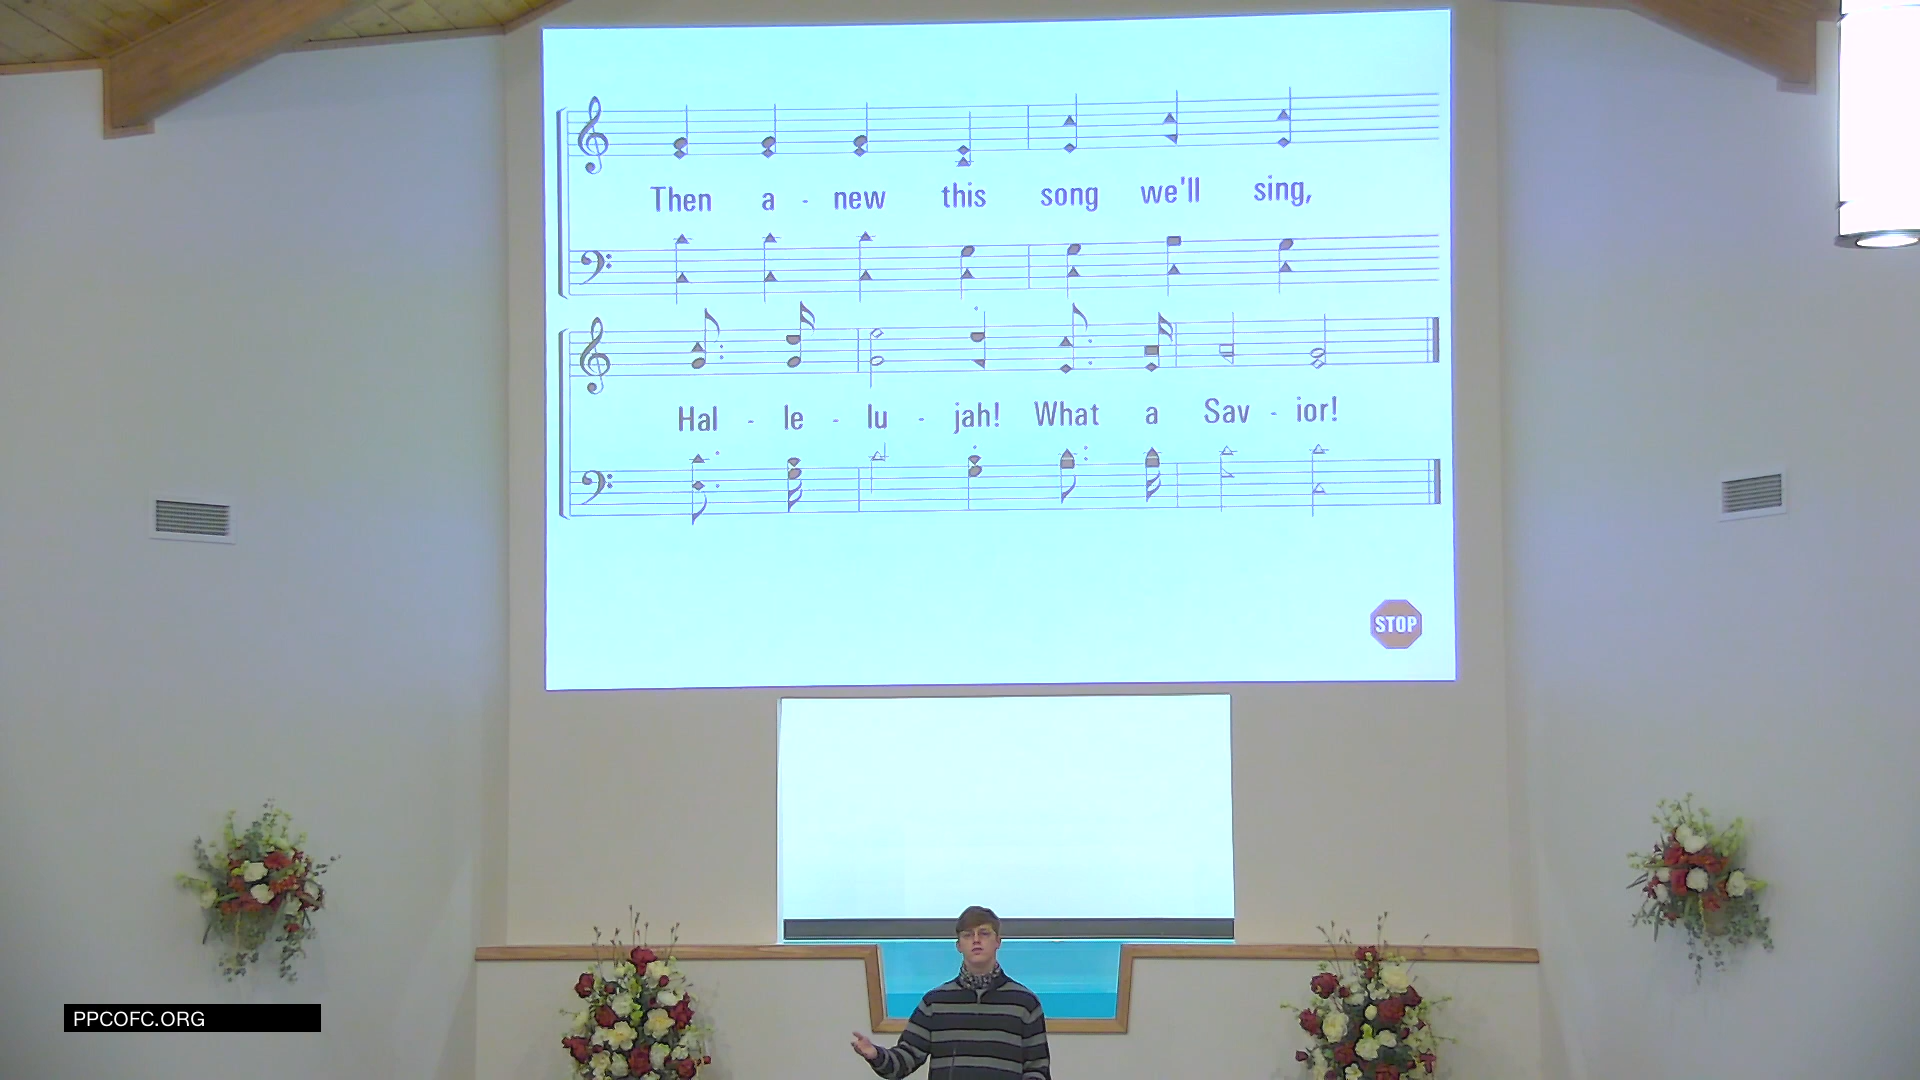 Then a - new this song we'll sing,
Hal - le - lu - jah! What a Sav - ior!
STOP
PPCOFC.ORG